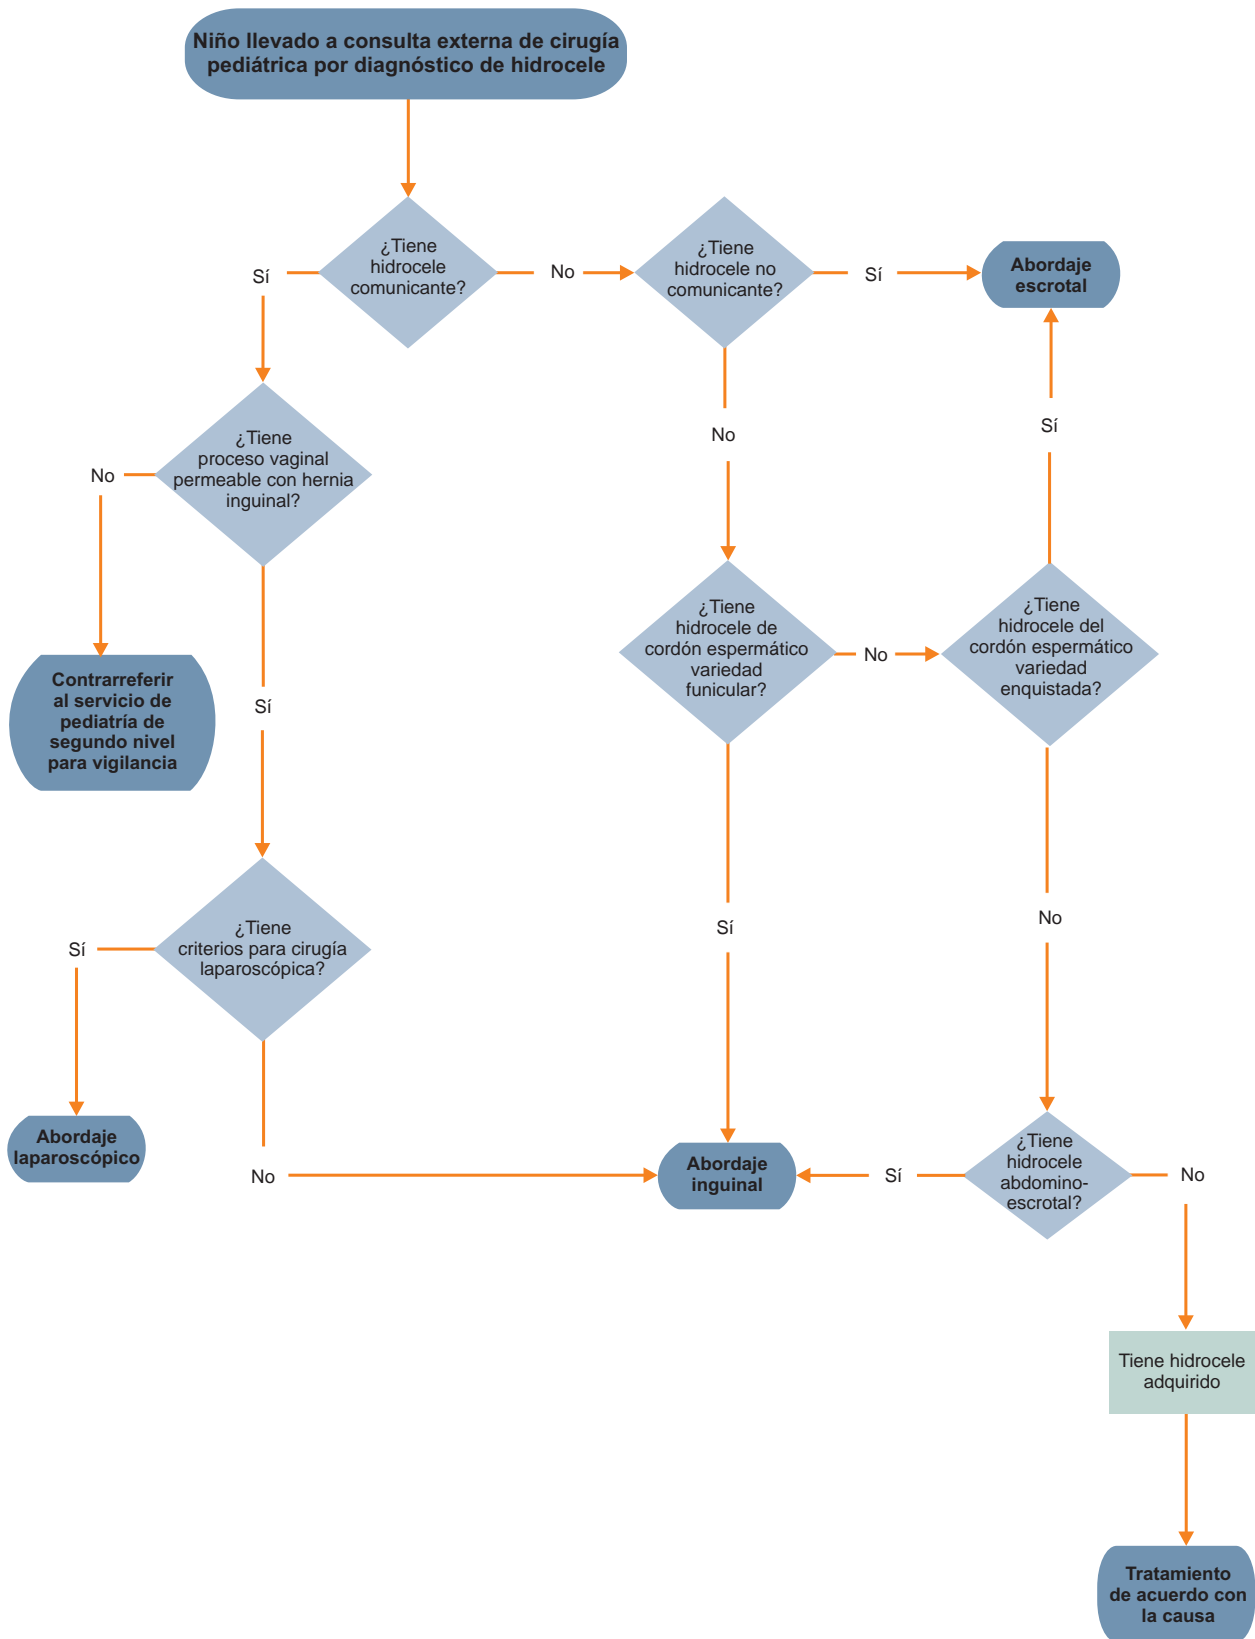 Niño llevado a consulta externa de cirugía
pediátrica por diagnóstico de hidrocele
¿Tiene
hidrocele
comunicante?
Sí
No
¿Tiene
hidrocele no
comunicante?
Sí
Abordaje
escrotal
¿Tiene
proceso vaginal
permeable con hernia
inguinal?
No
No
Sí
Contrarreferir
al servicio de
pediatría de
segundo nivel
para vigilancia
Sí
¿Tiene
hidrocele de
cordón espermático
variedad
funicular?
No
¿Tiene
hidrocele del
cordón espermático
variedad
enquistada?
¿Tiene
criterios para cirugía
laparoscópica?
Sí
Sí
No
Abordaje
laparoscópico
No
Abordaje
inguinal
Sí
¿Tiene
hidrocele
abdomino-
escrotal?
No
Tiene hidrocele
adquirido
Tratamiento
de acuerdo con
la causa